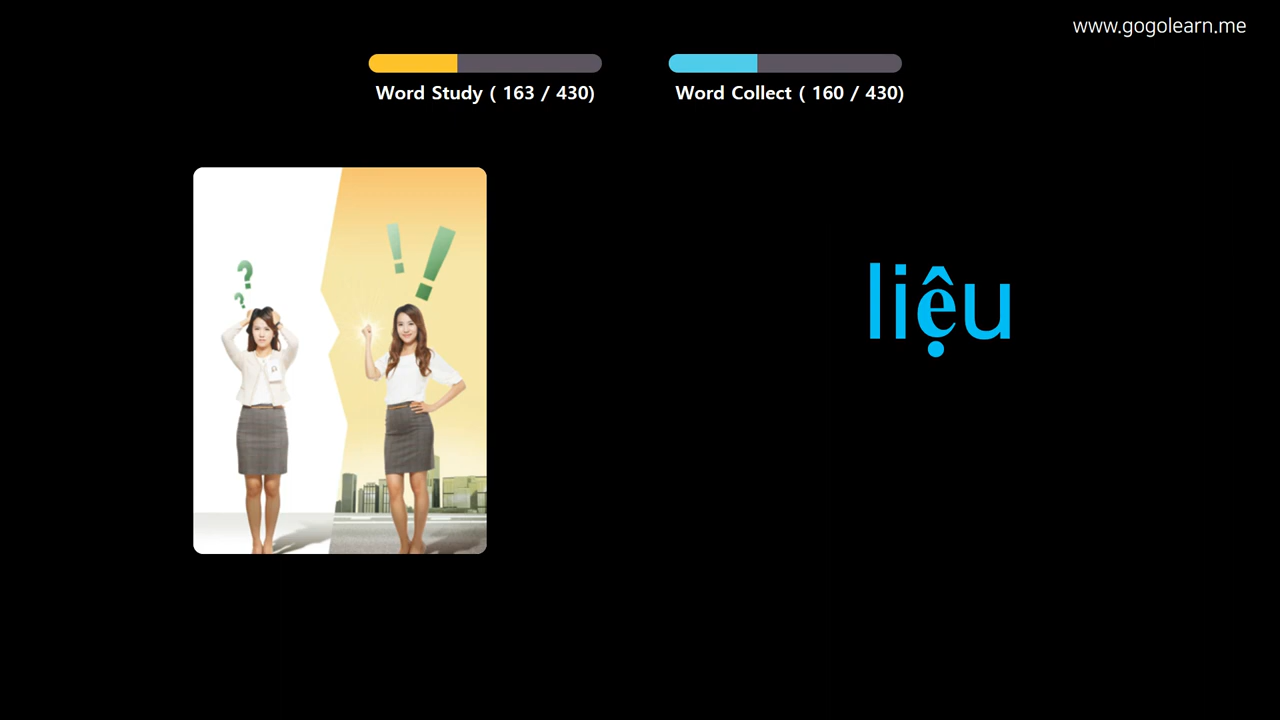 www.gogolearn.me
Word Study ( 163 / 430)
Word Collect ( 160 / 430)
? ?
! !
liệu